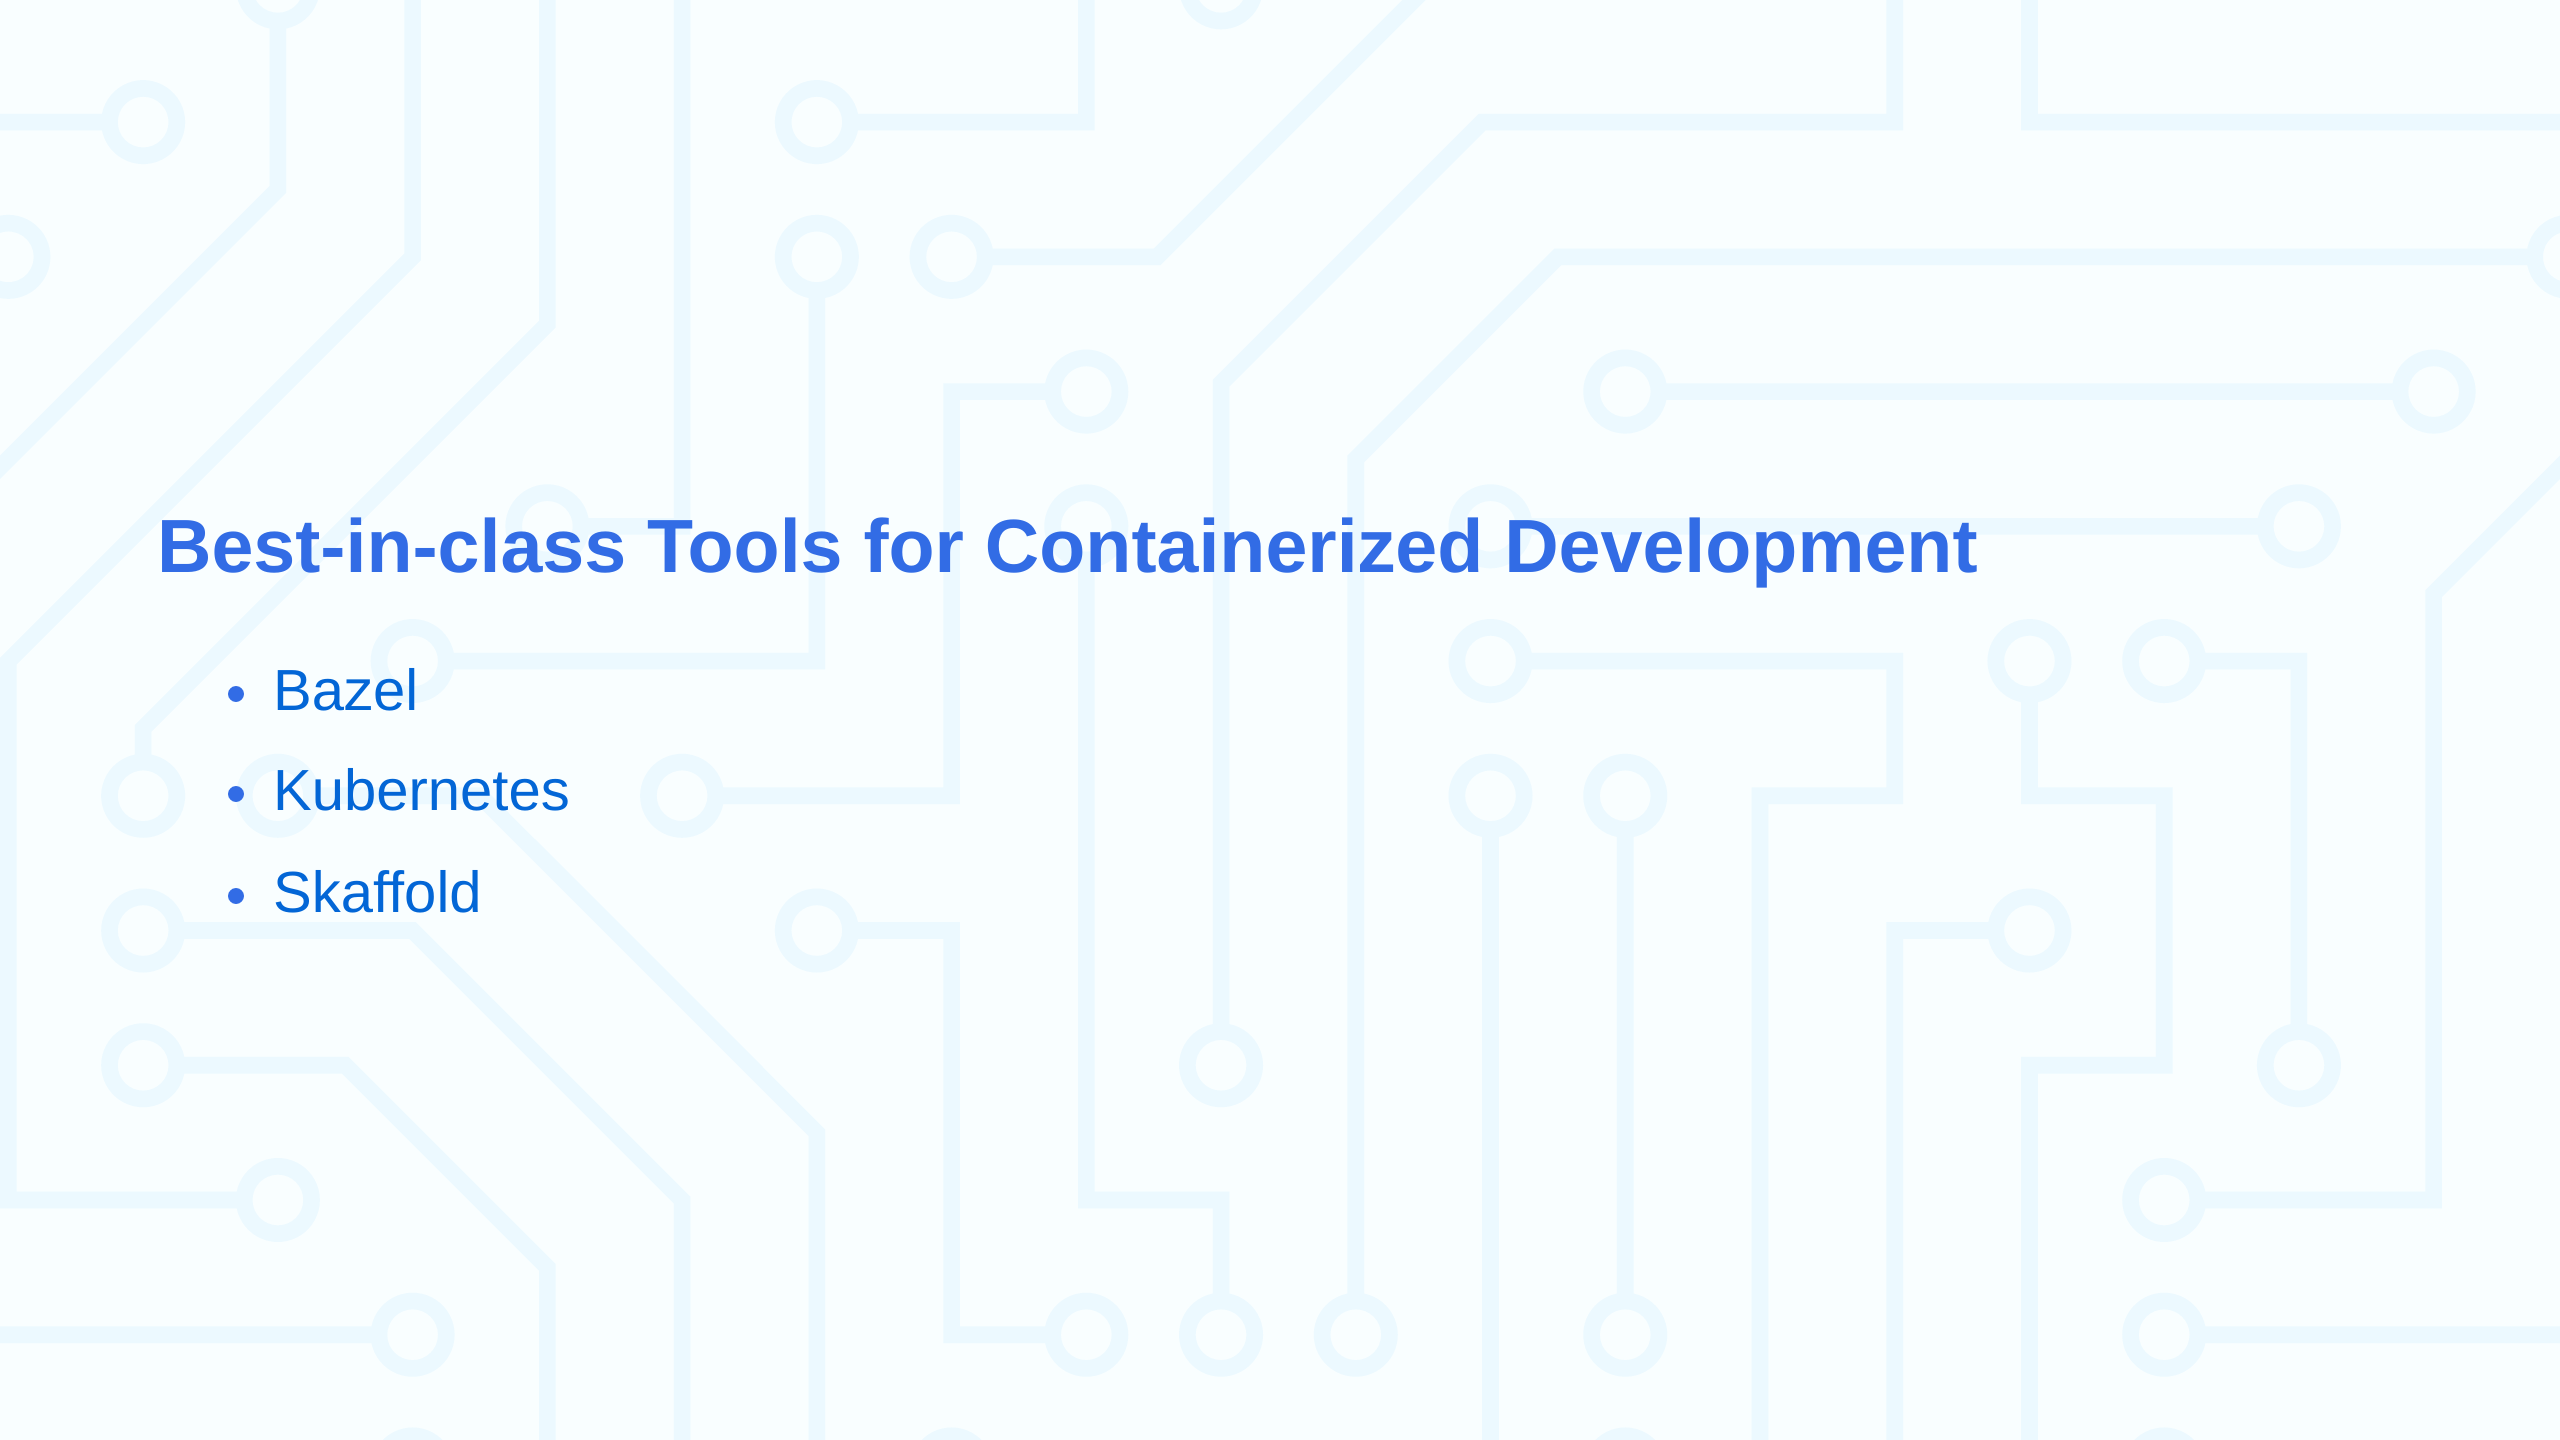 Best-in-class Tools for Containerized Development
• Bazel
• Kubernetes
• Skaffold